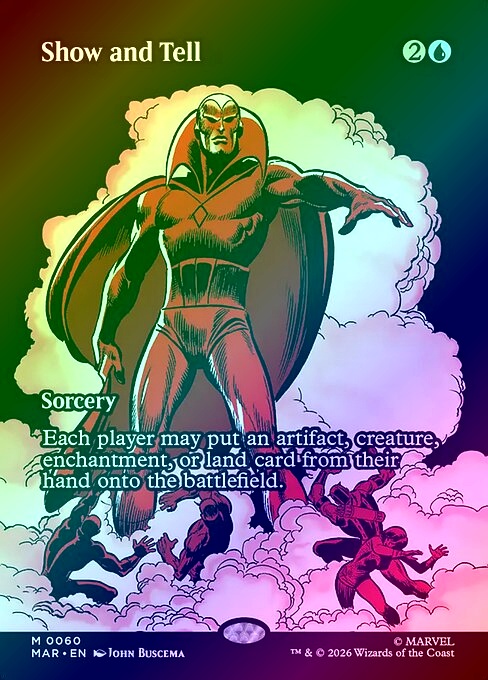 Show and Tell 2
Sorcery
Each player may put an artifact, creature,
enchantment, or land card from their
hand onto the battlefield.
M 0060
MAR • EN John Buscema
© MARVEL
™ & © 2026 Wizards of the Coast